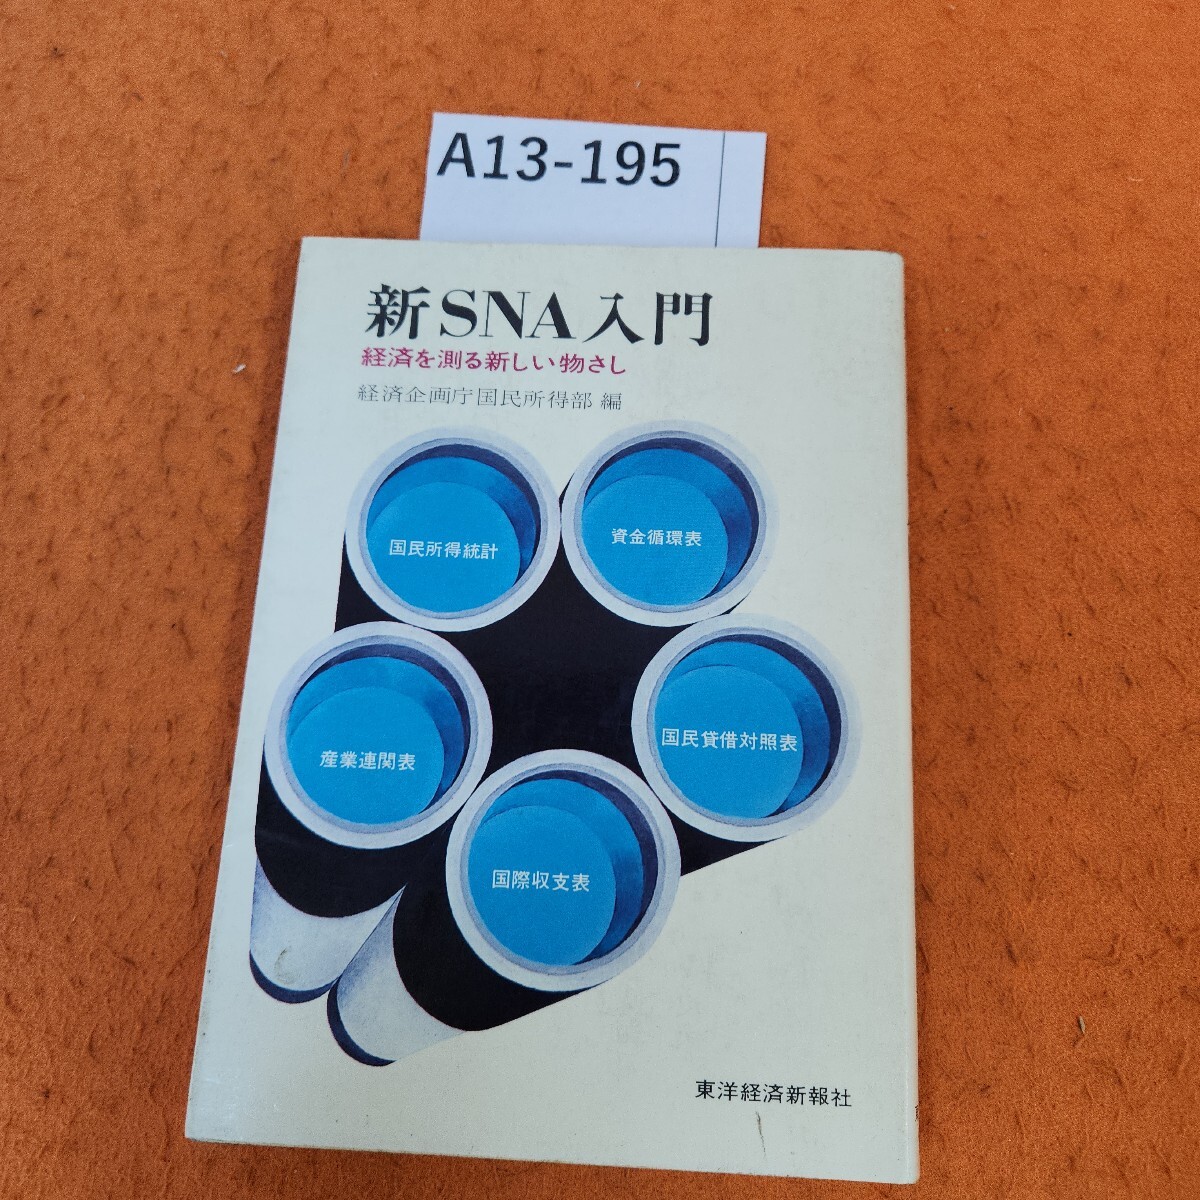 A13-195
新SNA入門
経済を測る新しい物さし
経済企画庁国民所得部 編
国民所得統計
資金循環表
産業連関表
国民貸借対照表
国際収支表
東洋経済新報社